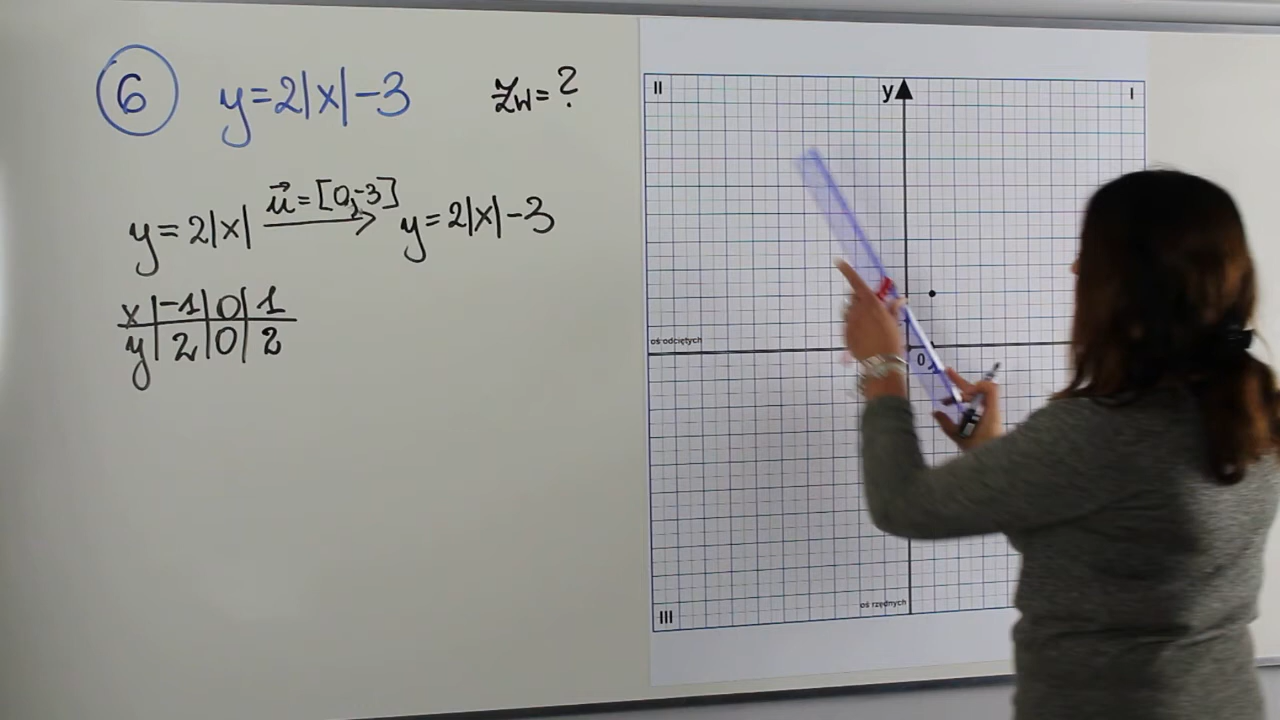 6 y=2|x|-3 Zw=?
y=2|x| u⃗=[0,-3] y=2|x|-3
x|-1|0|1
y|2|0|2
II y I
oś odciętych
0
oś rzędnych
III